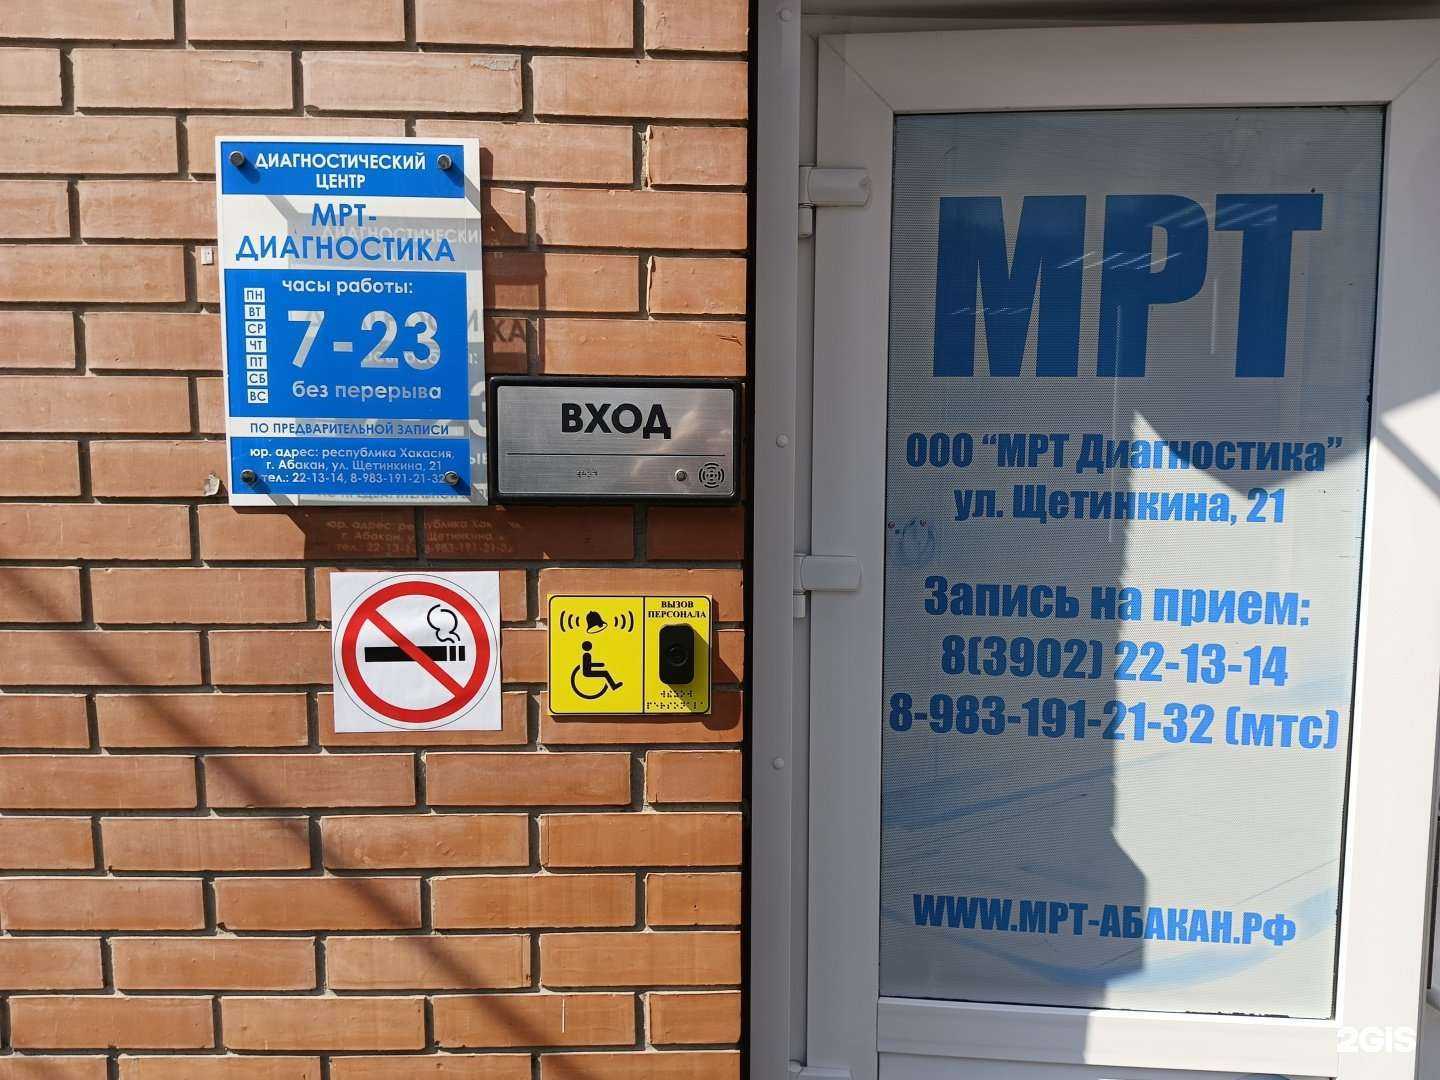 ДИАГНОСТИЧЕСКИЙ
ЦЕНТР
МРТ-
ДИАГНОСТИКА
часы работы:
ПН
ВТ
СР
ЧТ
ПТ
СБ
ВС
7-23
без перерыва
ПО ПРЕДВАРИТЕЛЬНОЙ ЗАПИСИ
юр. адрес: республика Хакасия,
г. Абакан, ул. Щетинкина, 21
тел.: 22-13-14, 8-983-191-21-32
ВХОД
ВЫЗОВ
ПЕРСОНАЛА
МРТ
ООО “МРТ Диагностика”
ул. Щетинкина, 21
Запись на прием:
8(3902) 22-13-14
8-983-191-21-32 (мтс)
WWW.МРТ-АБАКАН.РФ
2GIS